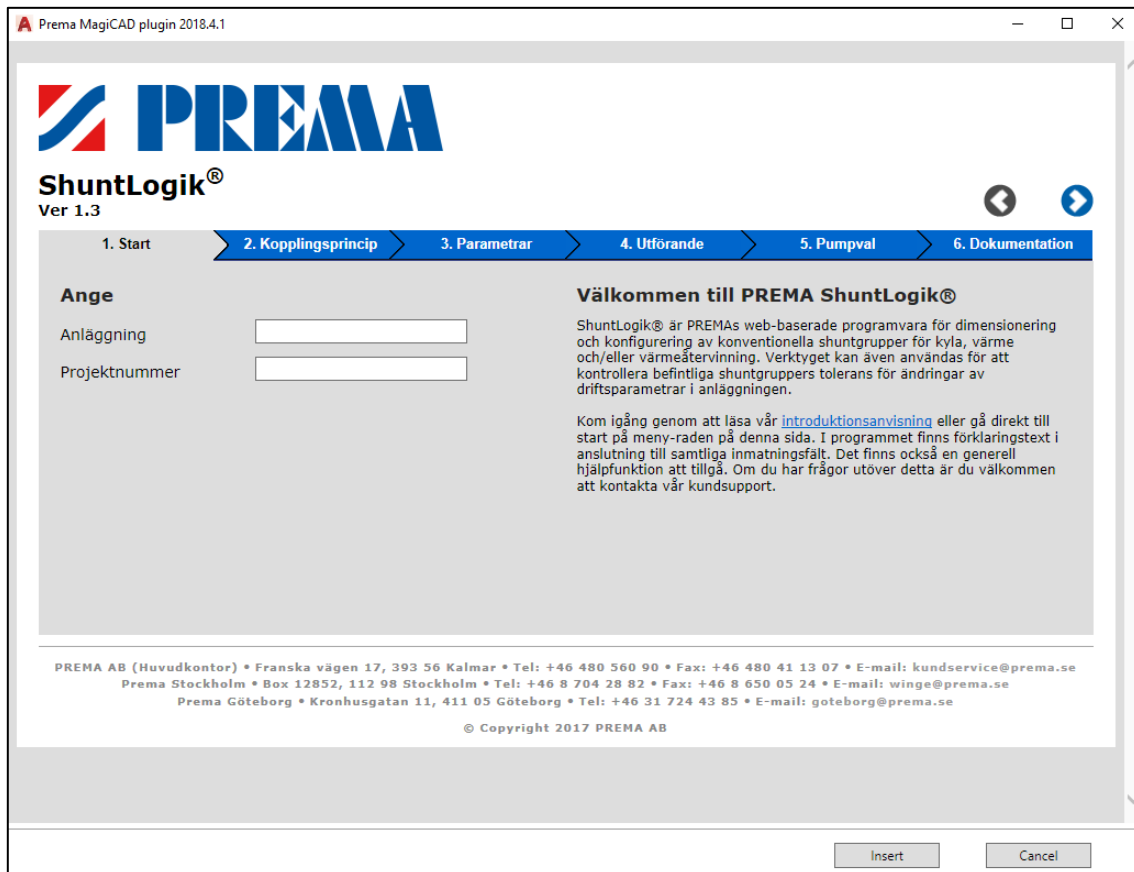 Prema MagiCAD plugin 2018.4.1
PREMA
ShuntLogik®
Ver 1.3
1. Start 2. Kopplingsprincip 3. Parametrar 4. Utförande 5. Pumpval 6. Dokumentation
Ange
Anläggning
Projektnummer
Välkommen till PREMA ShuntLogik®
ShuntLogik® är PREMAs web-baserade programvara för dimensionering
och konfigurering av konventionella shuntgrupper för kyla, värme
och/eller värmeåtervinning. Verktyget kan även användas för att
kontrollera befintliga shuntgruppers tolerans för ändringar av
driftsparametrar i anläggningen.
Kom igång genom att läsa vår introduktionsanvisning eller gå direkt till
start på meny-raden på denna sida. I programmet finns förklaringstext i
anslutning till samtliga inmatningsfält. Det finns också en generell
hjälpfunktion att tillgå. Om du har frågor utöver detta är du välkommen
att kontakta vår kundsupport.
PREMA AB (Huvudkontor) • Franska vägen 17, 393 56 Kalmar • Tel: +46 480 560 90 • Fax: +46 480 41 13 07 • E-mail: kundservice@prema.se
Prema Stockholm • Box 12852, 112 98 Stockholm • Tel: +46 8 704 28 82 • Fax: +46 8 650 05 24 • E-mail: winge@prema.se
Prema Göteborg • Kronhusgatan 11, 411 05 Göteborg • Tel: +46 31 724 43 85 • E-mail: goteborg@prema.se
© Copyright 2017 PREMA AB
Insert Cancel